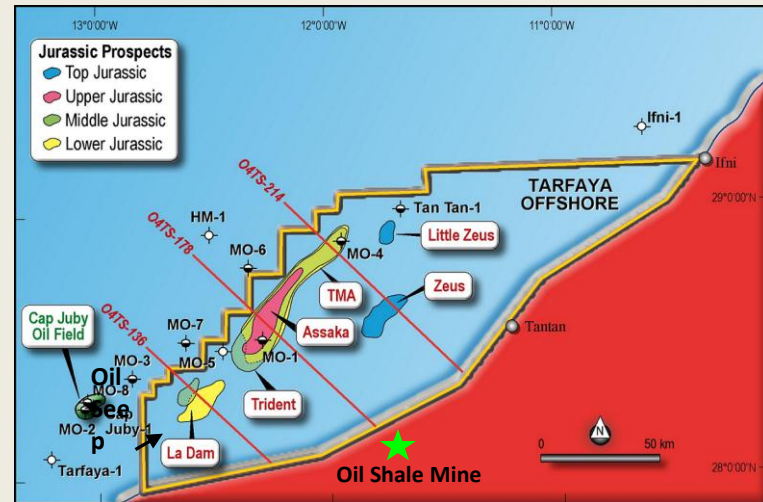 13°0'0"W
12°0'0"W
11°0'0"W
Jurassic Prospects
Top Jurassic
Upper Jurassic
Middle Jurassic
Lower Jurassic
Ifni-1
Ifni
O4TS-214
TARFAYA
OFFSHORE
29°0'0"N
Tan Tan-1
HM-1
O4TS-178
Little Zeus
MO-4
MO-6
TMA
Zeus
Assaka
Tantan
Cap Juby
Oil Field
O4TS-136
MO-7
MO-5
MO-1
MO-3
Oil
See
p
MO-8
Cap
Juby-1
MO-2
Trident
La Dam
Tarfaya-1
Oil Shale Mine
N
0
50 km
28°0'0"N